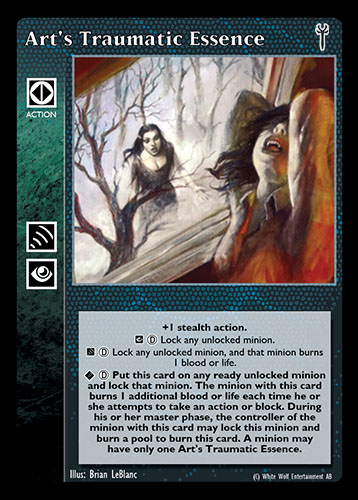 Art's Traumatic Essence
ACTION
+1 stealth action.
D Lock any unlocked minion.
D Lock any unlocked minion, and that minion burns
1 blood or life.
D Put this card on any ready unlocked minion
and lock that minion. The minion with this card
burns 1 additional blood or life each time he or
she attempts to take an action or block. During
his or her master phase, the controller of the
minion with this card may lock this minion and
burn a pool to burn this card. A minion may
have only one Art's Traumatic Essence.
Illus: Brian LeBlanc
(C) White Wolf Entertainment AB